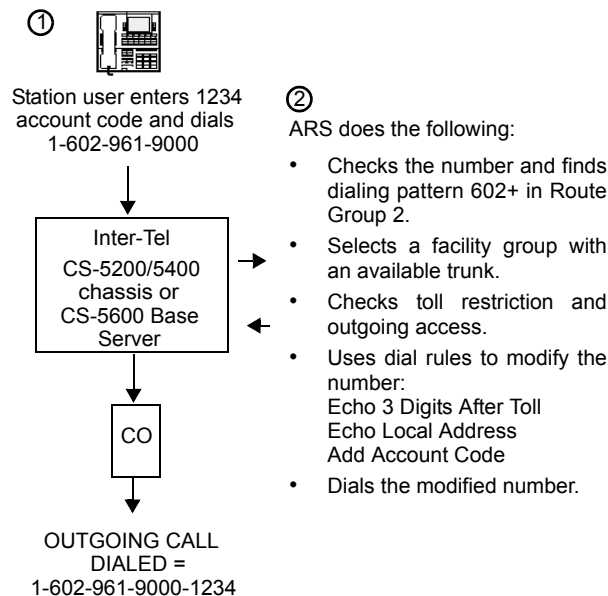 1
Station user enters 1234
account code and dials
1-602-961-9000
Inter-Tel
CS-5200/5400
chassis or
CS-5600 Base
Server
CO
OUTGOING CALL
DIALED =
1-602-961-9000-1234
2
ARS does the following:
• Checks the number and finds
dialing pattern 602+ in Route
Group 2.
• Selects a facility group with
an available trunk.
• Checks toll restriction and
outgoing access.
• Uses dial rules to modify the
number:
Echo 3 Digits After Toll
Echo Local Address
Add Account Code
• Dials the modified number.